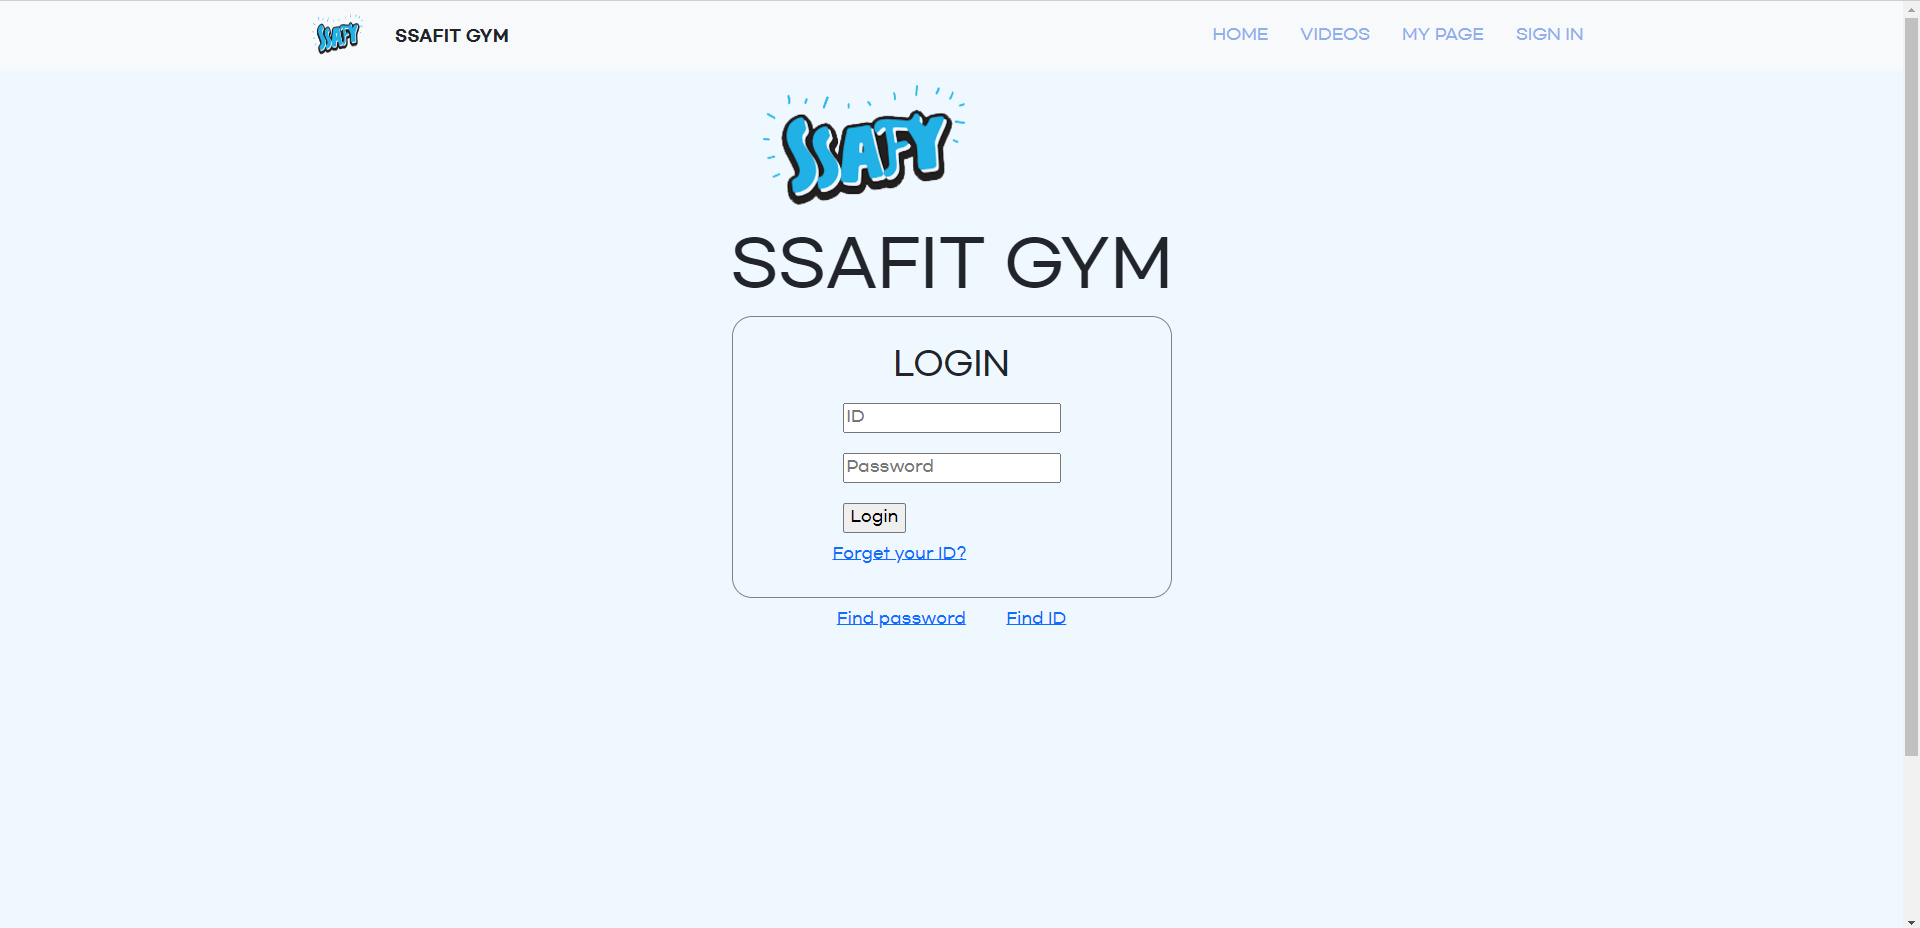 SSAFY SSAFIT GYM HOME VIDEOS MY PAGE SIGN IN
SSAFY
SSAFIT GYM
LOGIN
ID
Password
Login
Forget your ID?
Find password Find ID